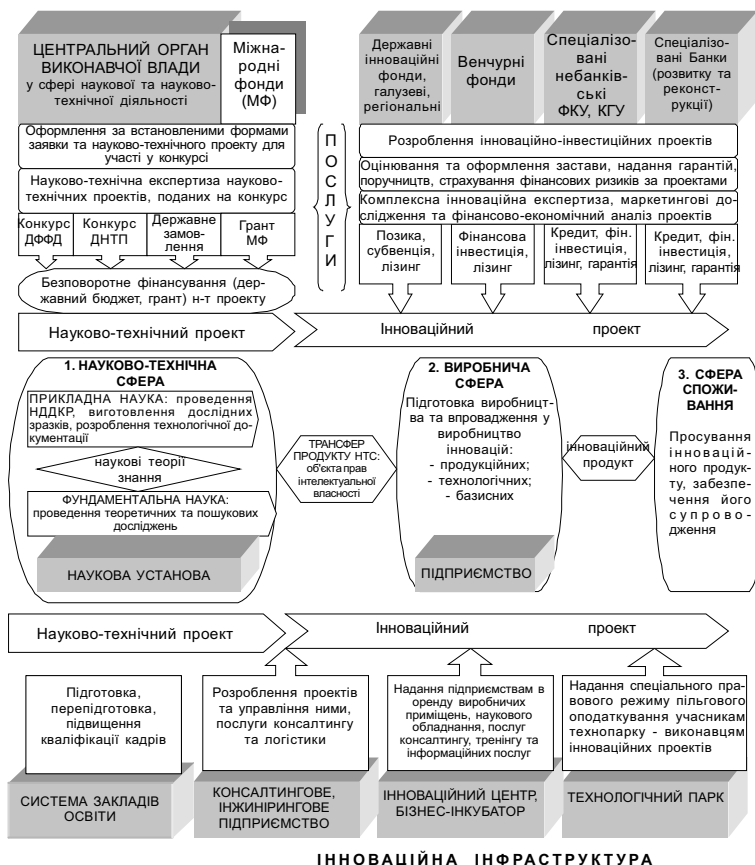 ЦЕНТРАЛЬНИЙ ОРГАН
ВИКОНАВЧОЇ ВЛАДИ
у сфері наукової та науково-
технічної діяльності
Міжна-
родні
фонди
(МФ)
Державні
інноваційні
фонди,
галузеві,
регіональні
Венчурні
фонди
Спеціалізо-
вані
небанків-
ські
ФКУ, КГУ
Спеціалізо-
вані Банки
(розвитку та
реконст-
рукції)
Оформлення за встановленими формами
заявки та науково-технічного проекту для
участі у конкурсі
Науково-технічна експертиза науково-
технічних проектів, поданих на конкурс
Конкурс
ДФФД
Конкурс
ДНТП
Державне
замов-
лення
Грант
МФ
Безповоротне фінансування (дер-
жавний бюджет, грант) н-т проекту
П
О
С
Л
У
Г
И
Розроблення інноваційно-інвестиційних проектів
Оцінювання та оформлення застави, надання гарантій,
поручництв, страхування фінансових ризиків за проектами
Комплексна інноваційна експертиза, маркетингові до-
слідження та фінансово-економічний аналіз проектів
Позика,
субвенція,
лізинг
Фінансова
інвестиція,
лізинг
Кредит, фін.
інвестиція,
лізинг, гарантія
Кредит, фін.
інвестиція,
лізинг, гарантія
Науково-технічний проект
Інноваційний проект
1. НАУКОВО-ТЕХНІЧНА
СФЕРА
ПРИКЛАДНА НАУКА: проведення
НДДКР, виготовлення дослідних
зразків, розроблення технологічної до-
кументації
наукові теорії
знання
ФУНДАМЕНТАЛЬНА НАУКА:
проведення теоретичних та пошукових
досліджень
НАУКОВА УСТАНОВА
ТРАНСФЕР
ПРОДУКТУ НТС:
об'єкта прав
інтелектуальної
власності
2. ВИРОБНИЧА
СФЕРА
Підготовка виробницт-
ва та впровадження у
виробництво
інновацій:
- продукційних;
- технологічних;
- базисних
ПІДПРИЄМСТВО
інноваційний
продукт
3. СФЕРА
СПОЖИ-
ВАННЯ
Просування
інновацій-
ного продук-
ту, забезпе-
чення його
супрово-
дження
Науково-технічний проект
Інноваційний проект
Підготовка,
перепідготовка,
підвищення
кваліфікації кадрів
Розроблення проектів
та управління ними,
послуги консалтингу
та логістики
Надання підприємствам в
оренду виробничих
приміщень, наукового
обладнання, послуг
консалтингу, тренінгу та
інформаційних послуг
Надання спеціального пра-
вового режиму пільгового
оподаткування учасникам
технопарку - виконавцям
інноваційних проектів
СИСТЕМА ЗАКЛАДІВ
ОСВІТИ
КОНСАЛТИНГОВЕ,
ІНЖИНІРИНГОВЕ
ПІДПРИЄМСТВО
ІННОВАЦІЙНИЙ ЦЕНТР,
БІЗНЕС-ІНКУБАТОР
ТЕХНОЛОГІЧНИЙ ПАРК
ІННОВАЦІЙНА ІНФРАСТРУКТУРА